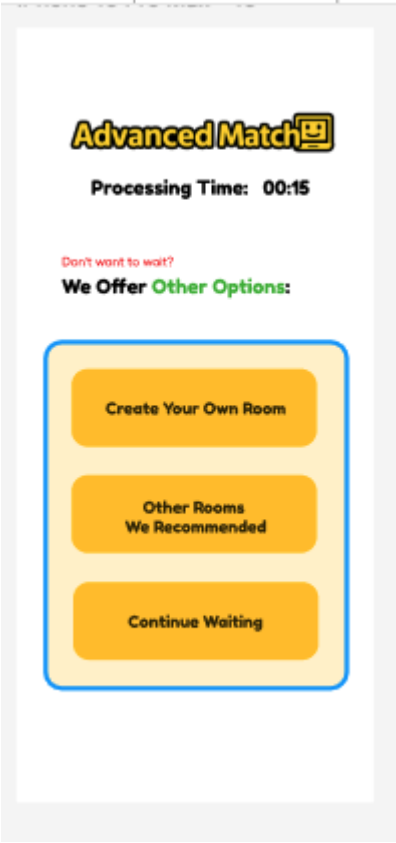 Advanced Match
Processing Time: 00:15
Don't want to wait?
We Offer Other Options:
Create Your Own Room
Other Rooms
We Recommended
Continue Waiting